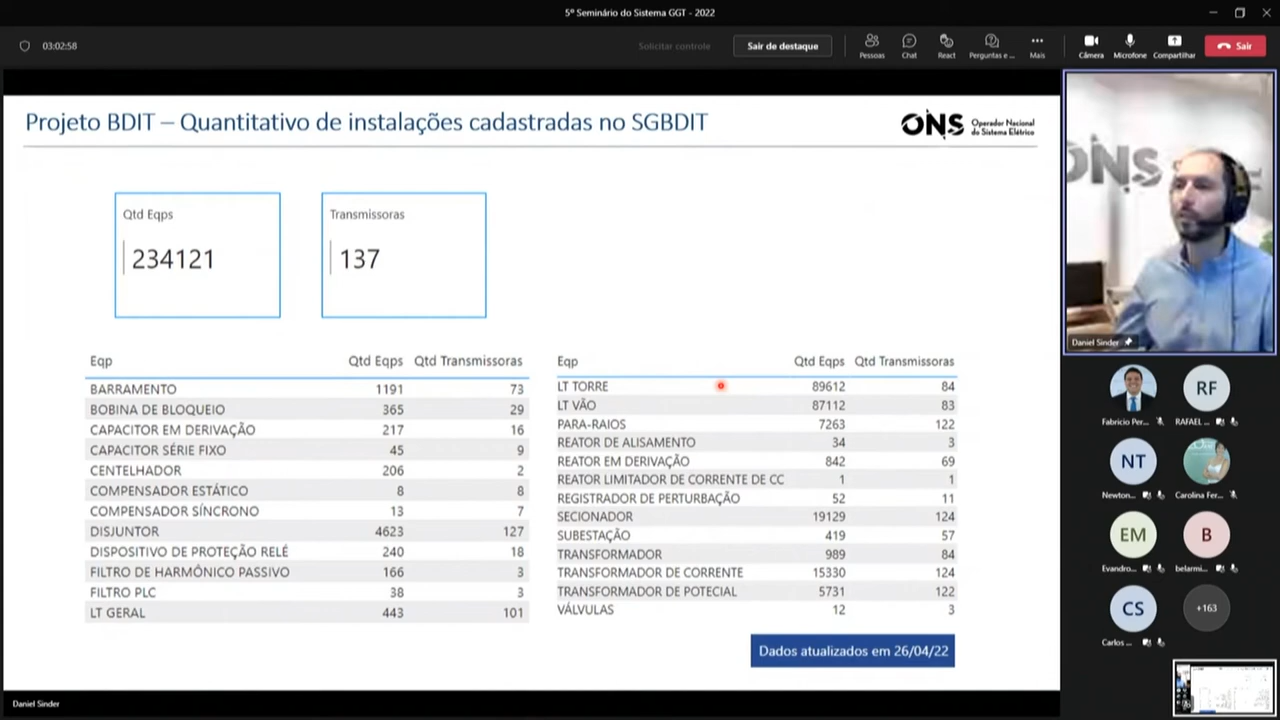 5º Seminário do Sistema GGT - 2022
03:02:58
Solicitar controle
Sair de destaque
Pessoas
Chat
React
Perguntas e ...
Mais
Câmera
Microfone
Compartilhar
Sair
Projeto BDIT – Quantitativo de instalações cadastradas no SGBDIT
ONS Operador Nacional
do Sistema Elétrico
Qtd Eqps
234121
Transmissoras
137
Eqp Qtd Eqps Qtd Transmissoras
BARRAMENTO 1191 73
BOBINA DE BLOQUEIO 365 29
CAPACITOR EM DERIVAÇÃO 217 16
CAPACITOR SÉRIE FIXO 45 9
CENTELHADOR 206 2
COMPENSADOR ESTÁTICO 8 8
COMPENSADOR SÍNCRONO 13 7
DISJUNTOR 4623 127
DISPOSITIVO DE PROTEÇÃO RELÉ 240 18
FILTRO DE HARMÔNICO PASSIVO 166 3
FILTRO PLC 38 3
LT GERAL 443 101
Eqp Qtd Eqps Qtd Transmissoras
LT TORRE 89612 84
LT VÃO 87112 83
PARA-RAIOS 7263 122
REATOR DE ALISAMENTO 34 3
REATOR EM DERIVAÇÃO 842 69
REATOR LIMITADOR DE CORRENTE DE CC 1 1
REGISTRADOR DE PERTURBAÇÃO 52 11
SECIONADOR 19129 124
SUBESTAÇÃO 419 57
TRANSFORMADOR 989 84
TRANSFORMADOR DE CORRENTE 15330 124
TRANSFORMADOR DE POTECIAL 5731 122
VÁLVULAS 12 3
Dados atualizados em 26/04/22
Daniel Sinder
ONS
Daniel Sinder
Fabricio Per...
RF
RAFAEL ...
NT
Newton...
Carolina Fer...
EM
Evandro...
B
belarmi...
CS
Carlos ...
+163